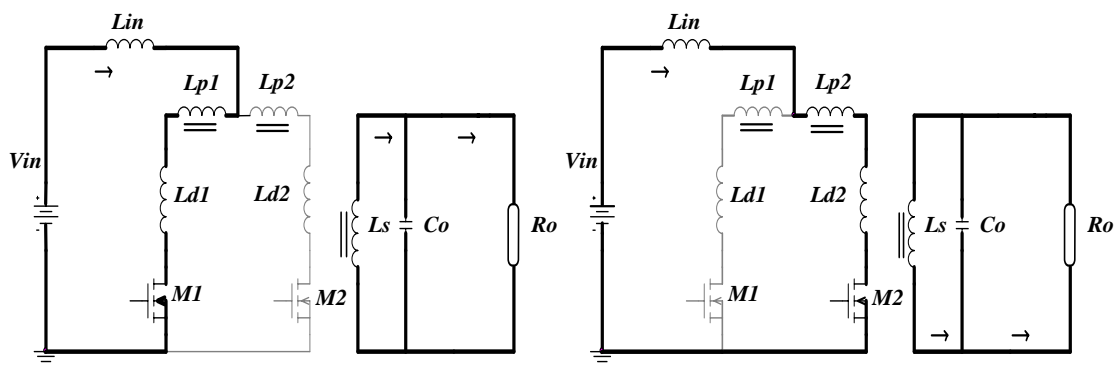 Lin
Lp1 Lp2
Vin
Ld1 Ld2
Ls Co Ro
M1 M2
+
-
Lin
Lp1 Lp2
Vin
Ld1 Ld2
Ls Co Ro
M1 M2
+
-